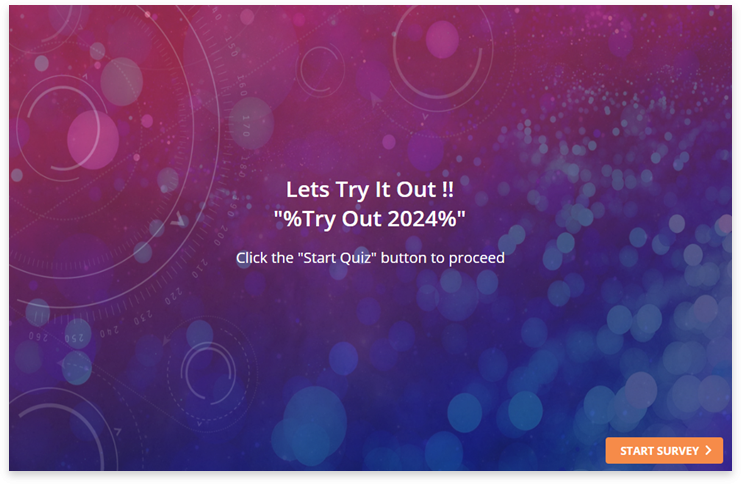 Lets Try It Out !!
"%Try Out 2024%"
Click the "Start Quiz" button to proceed
START SURVEY